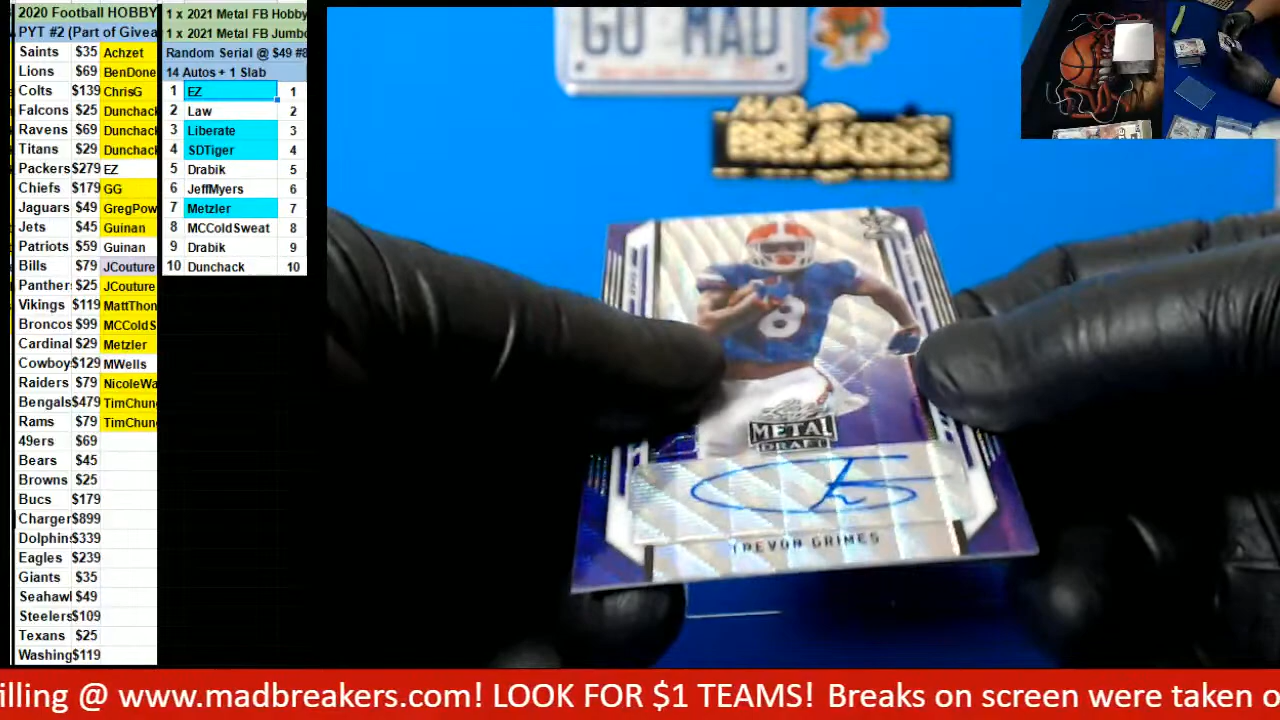 2020 Football HOBBY
PYT #2 (Part of Givea
Saints $35 Achzet
Lions $69 BenDone
Colts $139 ChrisG
Falcons $25 Dunchack
Ravens $69 Dunchack
Titans $29 Dunchack
Packers $279 EZ
Chiefs $179 GG
Jaguars $49 GregPow
Jets $45 Guinan
Patriots $59 Guinan
Bills $79 JCouture
Panthers $25 JCouture
Vikings $119 MattThon
Broncos $99 MCColdS
Cardinal $29 Metzler
Cowboy $129 MWells
Raiders $79 NicoleWa
Bengals $479 TimChung
Rams $79 TimChung
49ers $69
Bears $45
Browns $25
Bucs $179
Charger $899
Dolphin $339
Eagles $239
Giants $35
Seahawl $49
Steelers $109
Texans $25
Washing $119
1 x 2021 Metal FB Hobby
1 x 2021 Metal FB Jumbo
Random Serial @ $49 #8
14 Autos + 1 Slab
1 EZ 1
2 Law 2
3 Liberate 3
4 SDTiger 4
5 Drabik 5
6 JeffMyers 6
7 Metzler 7
8 MCColdSweat 8
9 Drabik 9
10 Dunchack 10
GO MAD
MAD
BREAKERS
8
METAL
DRAFT
TREVON GRIMES
illing @ www.madbreakers.com! LOOK FOR $1 TEAMS! Breaks on screen were taken o